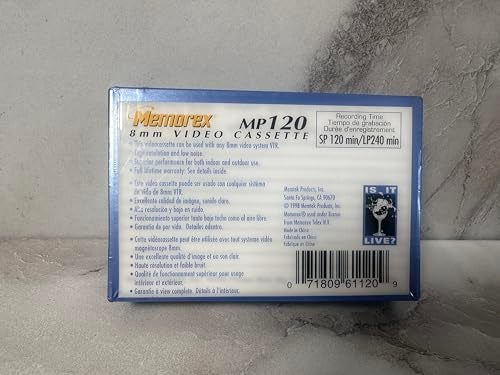 Memorex MP120
8mm VIDEO CASSETTE
Recording Time
Tiempo de grabación
Durée d'enregistrement
SP 120 min/LP240 min
• This videocassette can be used with any 8mm video system VTR.
• High resolution and low noise.
• Superior performance for both indoor and outdoor use.
• Full lifetime warranty: See details inside.
• Este video cassette puede ser usado con cualquier sistema
de video de 8mm VTR.
• Excelente calidad de imágen, sonido claro.
• Alta resolución y bajo en ruido.
• Funcionamiento superior tanto bajo techo como al aire libre.
• Garantía de por vida. Detalles adentro.
• Cette vidéocassette peut être utilisée avec tout système vidéo
magnétoscope 8mm.
• Une excellente qualité d'image et un son clair.
• Haute résolution et faible bruit.
• Qualité de fonctionnement supérieur pour usage
intérieur et extérieur.
• Garantie à view complete. Détails à l'intérieur.
Memtek Products, Inc.
Santa Fe Springs, CA 90670
© 1998 Memtek Products, Inc.
Memorex® used under license
from Memorex Telex N.V.
Made in China
Fabricado en China
Fabriqué en Chine
IS IT
LIVE?
0 71809 61120 9